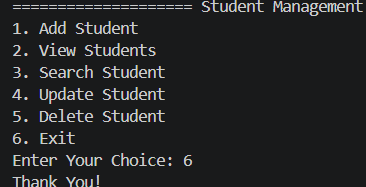 ==================== Student Management
1. Add Student
2. View Students
3. Search Student
4. Update Student
5. Delete Student
6. Exit
Enter Your Choice: 6
Thank You!